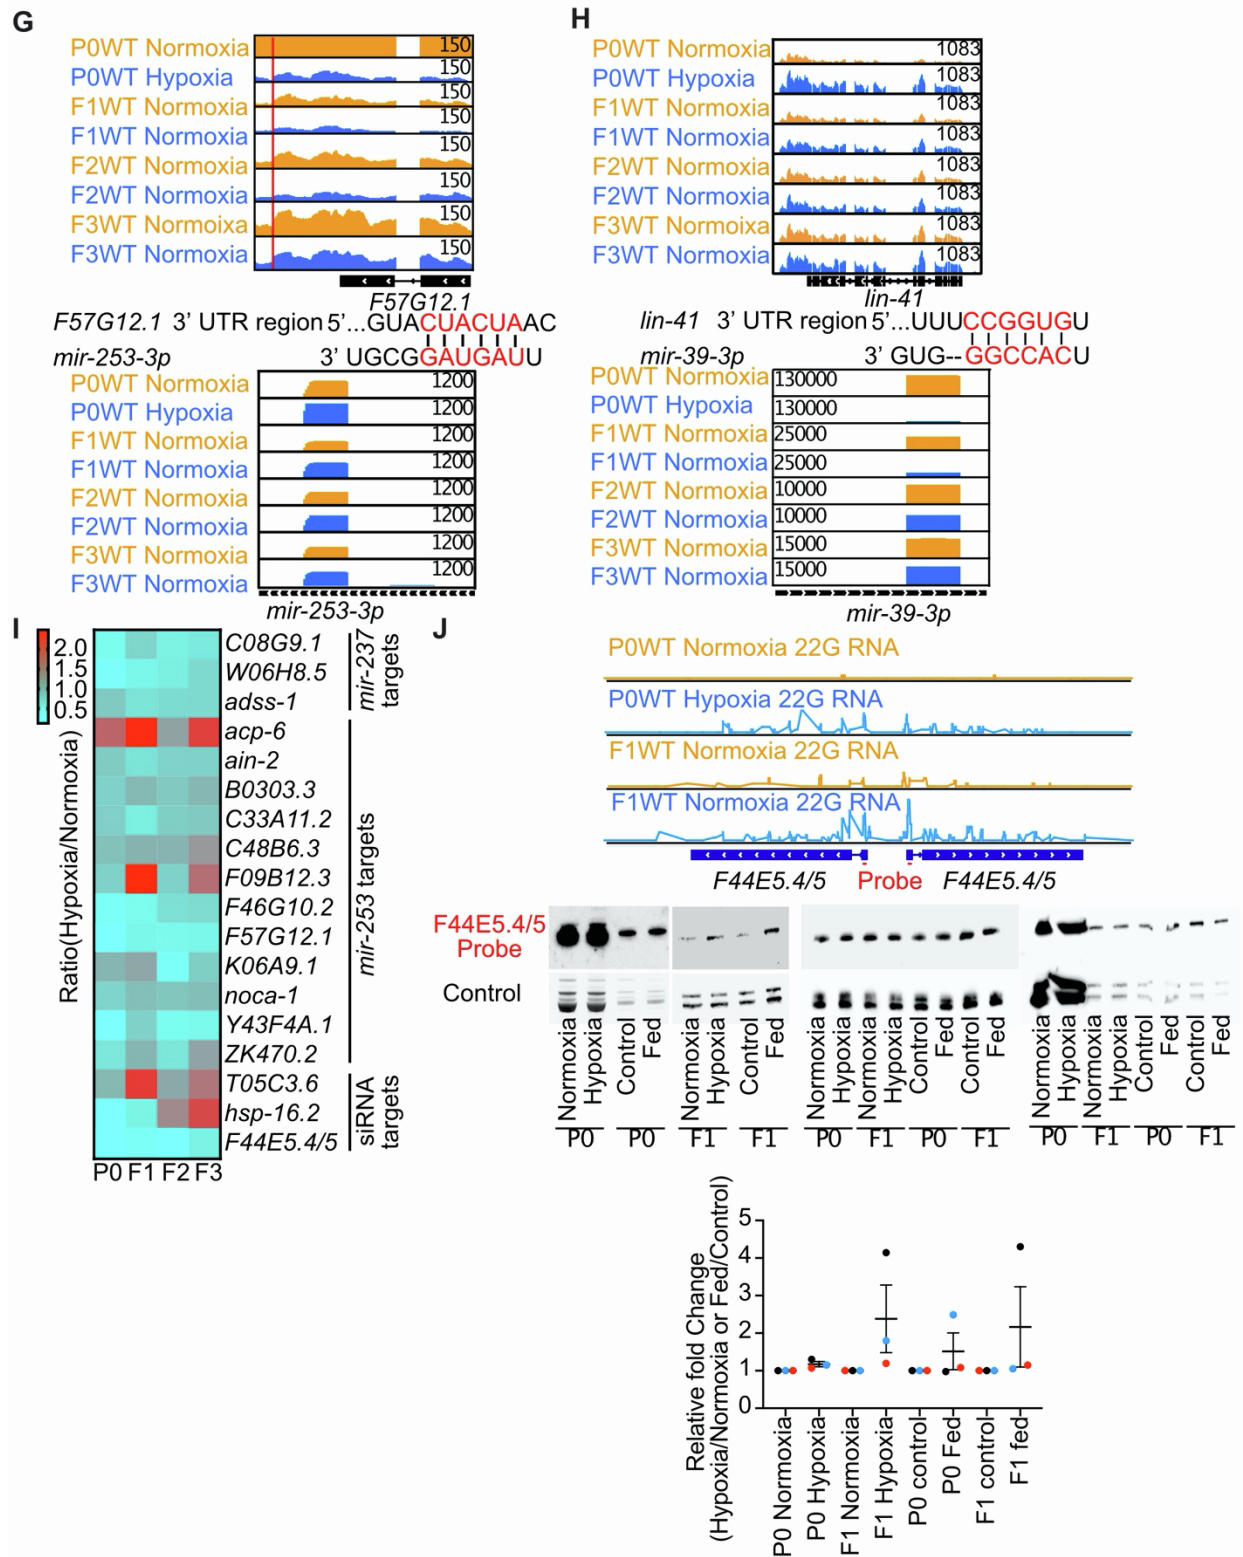 G
P0WT Normoxia 150
P0WT Hypoxia 150
F1WT Normoxia 150
F1WT Normoxia 150
F2WT Normoxia 150
F2WT Normoxia 150
F3WT Normoixa 150
F3WT Normoxia 150
F57G12.1
F57G12.1 3’ UTR region 5’...GUACUACUAAC
mir-253-3p 3’ UGCGGAUGAUU
P0WT Normoxia 1200
P0WT Hypoxia 1200
F1WT Normoxia 1200
F1WT Normoxia 1200
F2WT Normoxia 1200
F2WT Normoxia 1200
F3WT Normoxia 1200
F3WT Normoxia 1200
mir-253-3p
H
P0WT Normoxia 1083
P0WT Hypoxia 1083
F1WT Normoxia 1083
F1WT Normoxia 1083
F2WT Normoxia 1083
F2WT Normoxia 1083
F3WT Normoixa 1083
F3WT Normoxia 1083
lin-41
lin-41 3’ UTR region 5’...UUUCCGGUGU
mir-39-3p 3’ GUG--GGCCACU
P0WT Normoxia 130000
P0WT Hypoxia 130000
F1WT Normoxia 25000
F1WT Normoxia 25000
F2WT Normoxia 10000
F2WT Normoxia 10000
F3WT Normoxia 15000
F3WT Normoxia 15000
mir-39-3p
I
2.0
1.5
1.0
0.5
Ratio(Hypoxia/Normoxia)
C08G9.1
W06H8.5
adss-1
acp-6
ain-2
B0303.3
C33A11.2
C48B6.3
F09B12.3
F46G10.2
F57G12.1
K06A9.1
noca-1
Y43F4A.1
ZK470.2
T05C3.6
hsp-16.2
F44E5.4/5
mir-237
targets
mir-253 targets
siRNA
targets
P0 F1 F2 F3
J
P0WT Normoxia 22G RNA
P0WT Hypoxia 22G RNA
F1WT Normoxia 22G RNA
F1WT Normoxia 22G RNA
F44E5.4/5 Probe F44E5.4/5
F44E5.4/5
Probe
Control
Normoxia Hypoxia Control Fed Normoxia Hypoxia Control Fed Normoxia Hypoxia Normoxia Hypoxia Control Fed Control Fed Normoxia Hypoxia Normoxia Hypoxia Control Fed Control Fed
P0 P0 F1 F1 P0 F1 P0 F1 P0 F1 P0 F1
Relative fold Change
(Hypoxia/Normoxia or Fed/Control)
5
4
3
2
1
0
P0 Normoxia
P0 Hypoxia
F1 Normoxia
F1 Hypoxia
P0 control
P0 Fed
F1 control
F1 fed